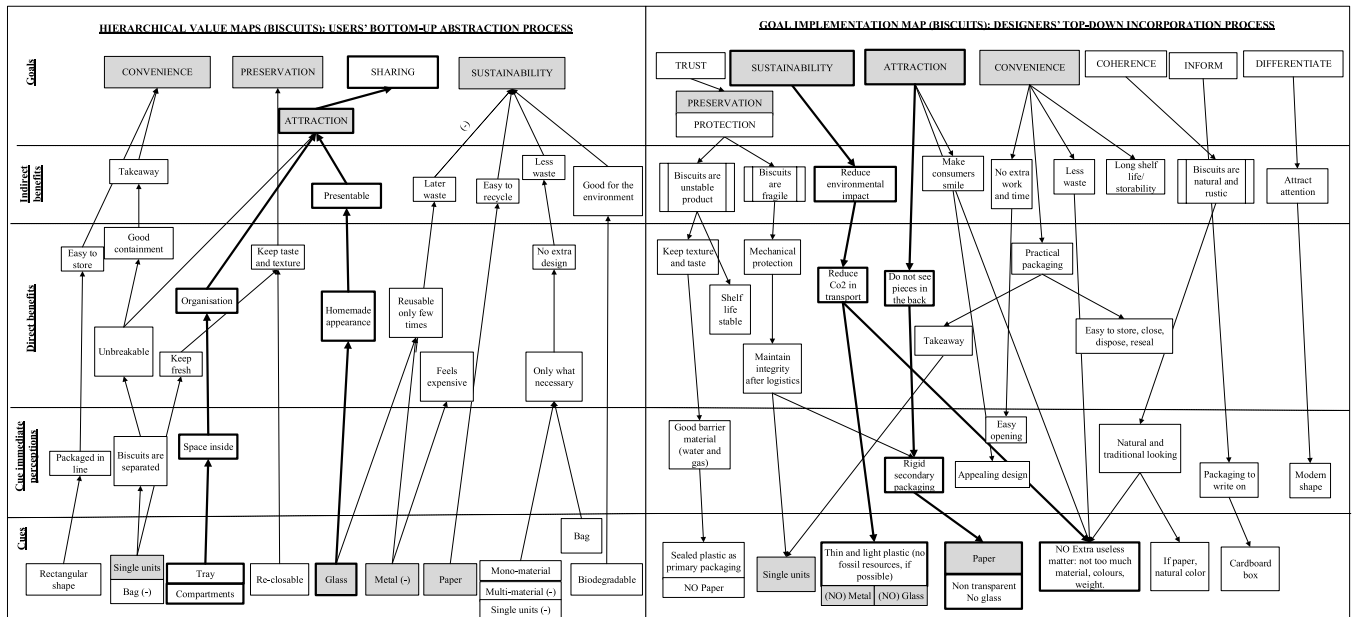 HIERARCHICAL VALUE MAPS (BISCUITS): USERS' BOTTOM-UP ABSTRACTION PROCESS
Goals
CONVENIENCE
PRESERVATION
SHARING
SUSTAINABILITY
ATTRACTION
(-)
Indirect
benefits
Takeaway
Presentable
Later
waste
Easy to
recycle
Less
waste
Good for the
environment
Direct benefits
Easy to
store
Good
containment
Keep taste
and texture
No extra
design
Organisation
Homemade
appearance
Reusable
only few
times
Unbreakable
Keep
fresh
Feels
expensive
Only what
necessary
Cue immediate
perceptions
Packaged in
line
Biscuits are
separated
Space inside
Cues
Rectangular
shape
Single units
Bag (-)
Tray
Compartments
Re-closable
Glass
Metal (-)
Paper
Mono-material
Multi-material (-)
Single units (-)
Bag
Biodegradable
GOAL IMPLEMENTATION MAP (BISCUITS): DESIGNERS' TOP-DOWN INCORPORATION PROCESS
TRUST
SUSTAINABILITY
ATTRACTION
CONVENIENCE
COHERENCE
INFORM
DIFFERENTIATE
PRESERVATION
PROTECTION
Biscuits are
unstable
product
Biscuits
are
fragile
Reduce
environmental
impact
Make
consumers
smile
No extra
work and
time
Less
waste
Long shelf
life/
storability
Biscuits are
natural and
rustic
Attract
attention
Keep texture
and taste
Mechanical
protection
Reduce
Co2 in
transport
Do not see
pieces in
the back
Practical
packaging
Shelf
life
stable
Takeaway
Easy to store, close,
dispose, reseal
Maintain
integrity
after logistics
Good barrier
material
(water and
gas)
Rigid
secondary
packaging
Appealing design
Easy
opening
Natural and
traditional looking
Packaging to
write on
Modern
shape
Sealed plastic as
primary packaging
NO Paper
Single units
Thin and light plastic (no
fossil resources, if
possible)
(NO) Metal
(NO) Glass
Paper
Non transparent
No glass
NO Extra useless
matter: not too much
material, colours,
weight.
If paper,
natural color
Cardboard
box